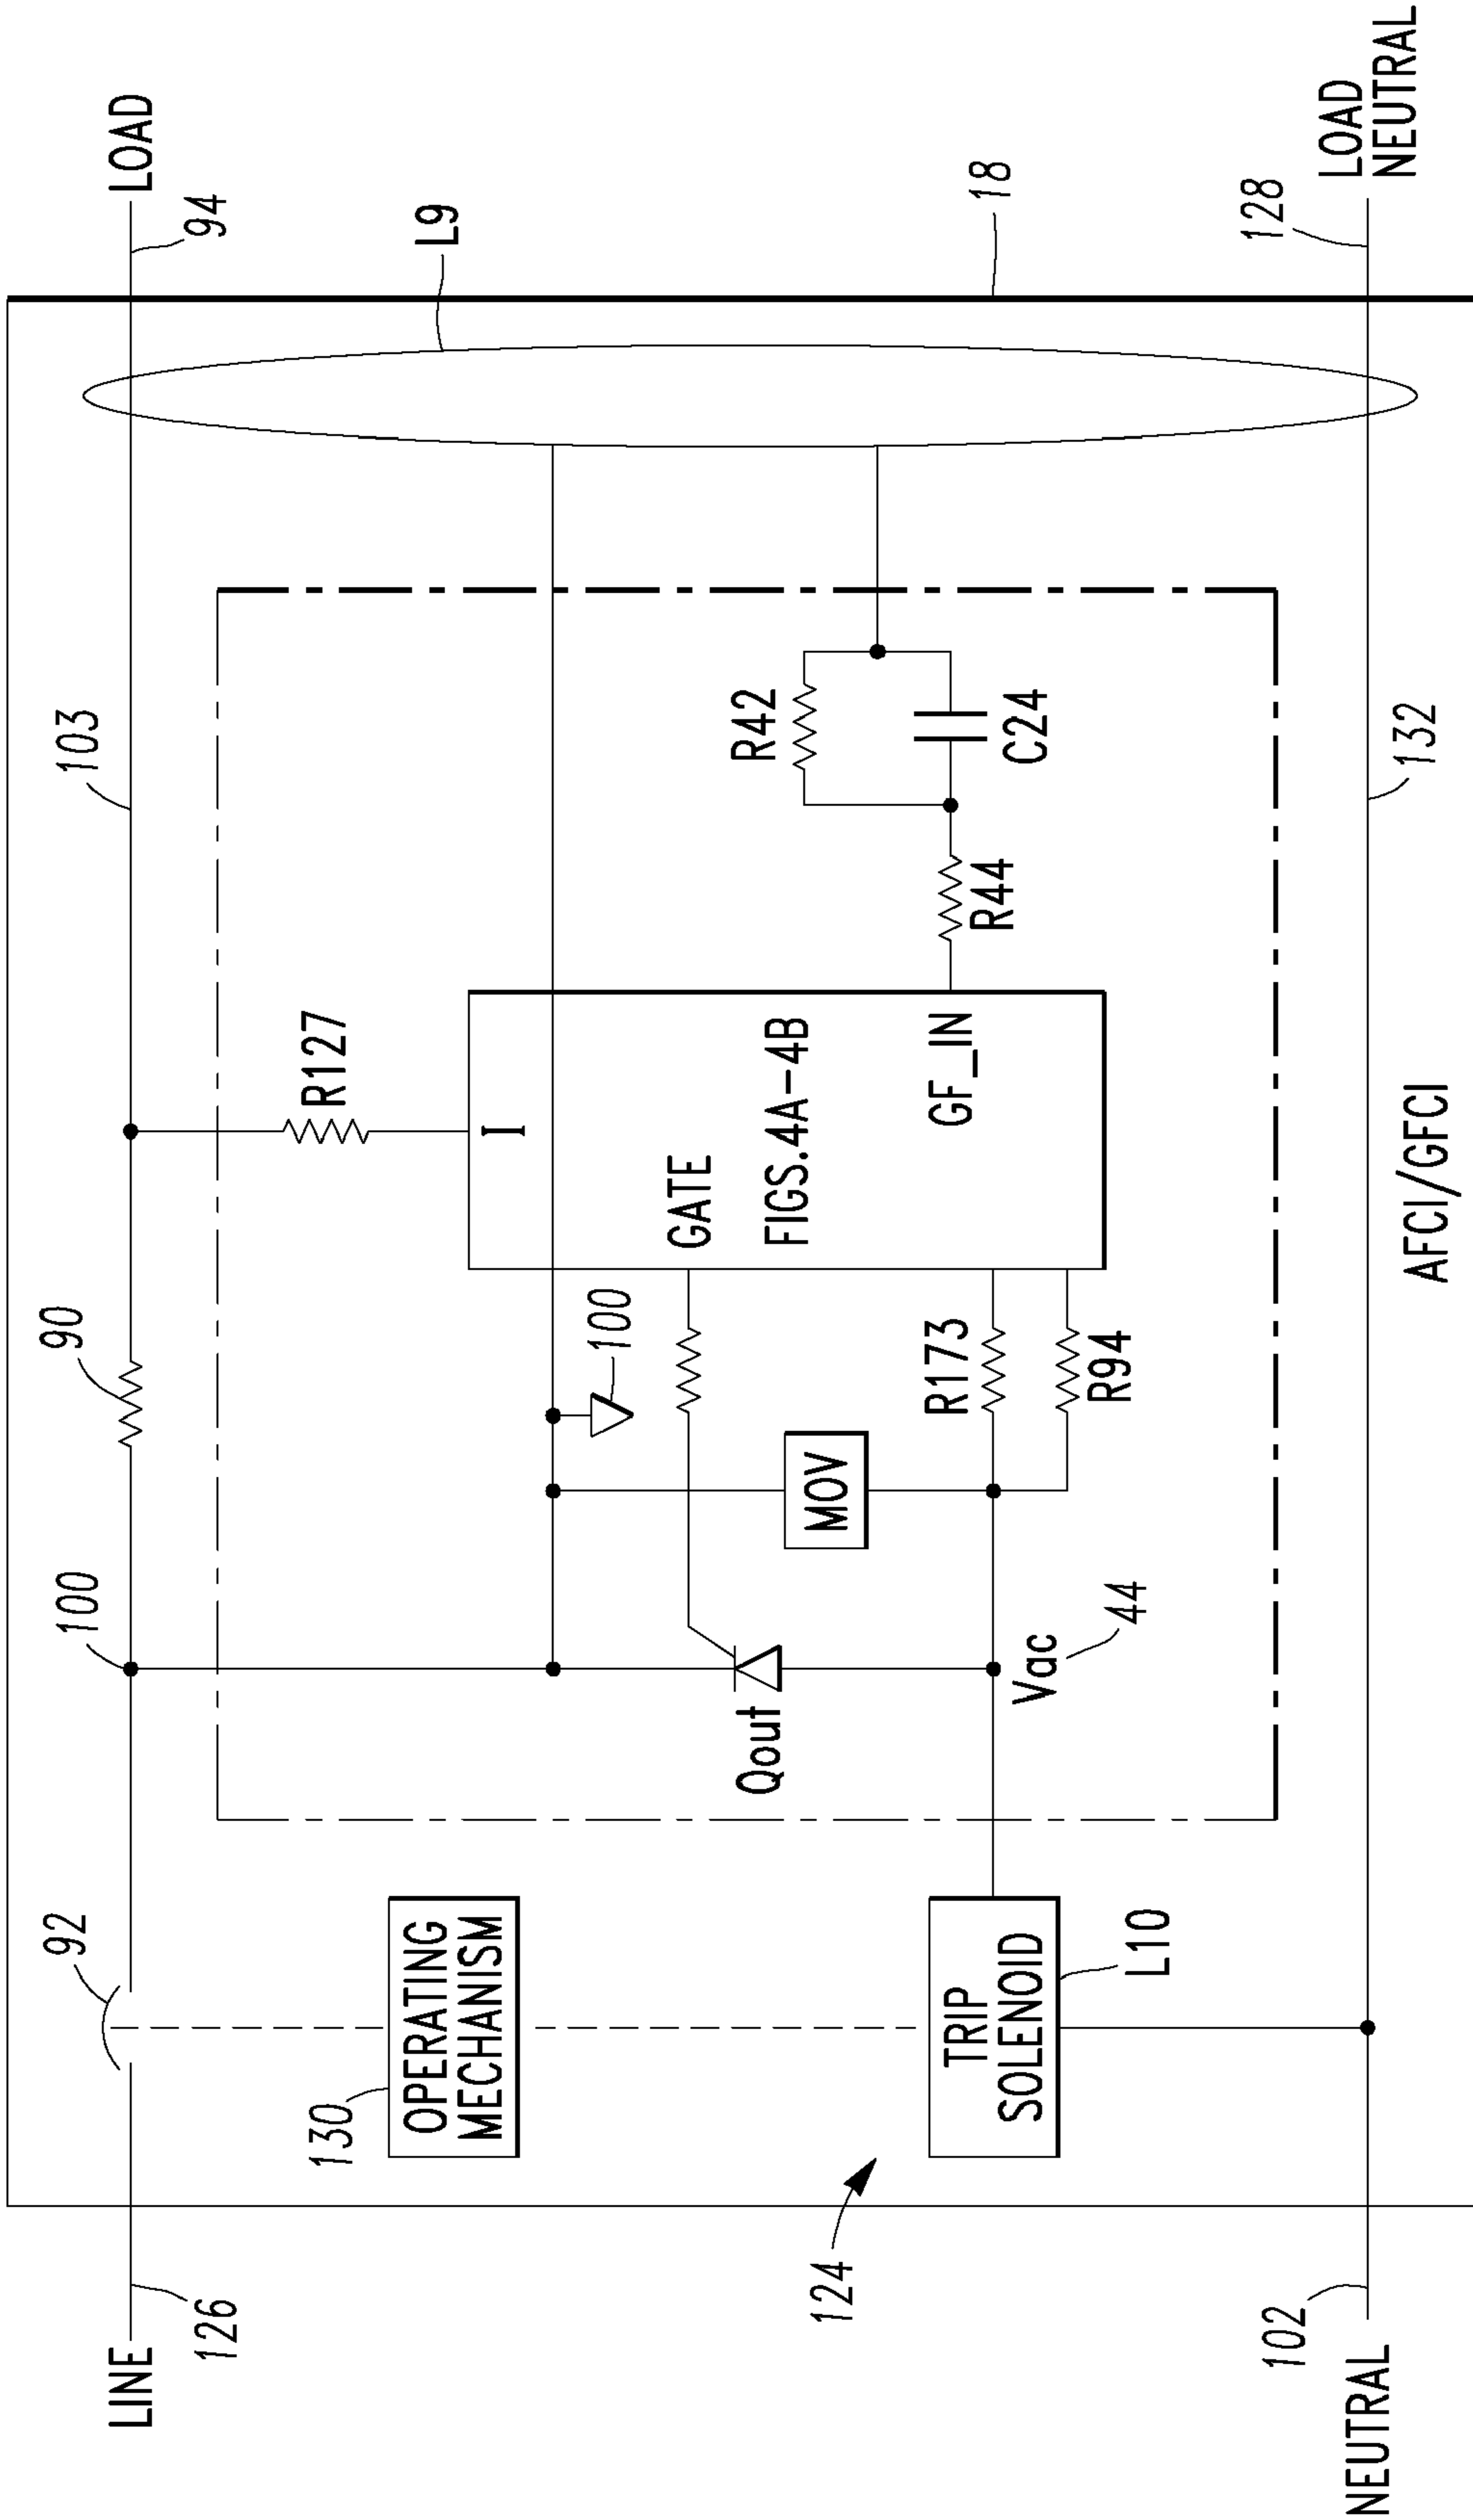 92
100
90
103
LINE
126
LOAD
94
130
OPERATING
MECHANISM
R127
L9
I
100
GATE
Qout
MOV
FIGS.4A-4B
R42
124
TRIP
SOLENOID
R173
GF_IN
R44
C24
18
Vac
44
R94
L10
102
128
NEUTRAL
132
LOAD
NEUTRAL
AFCI/GFCI